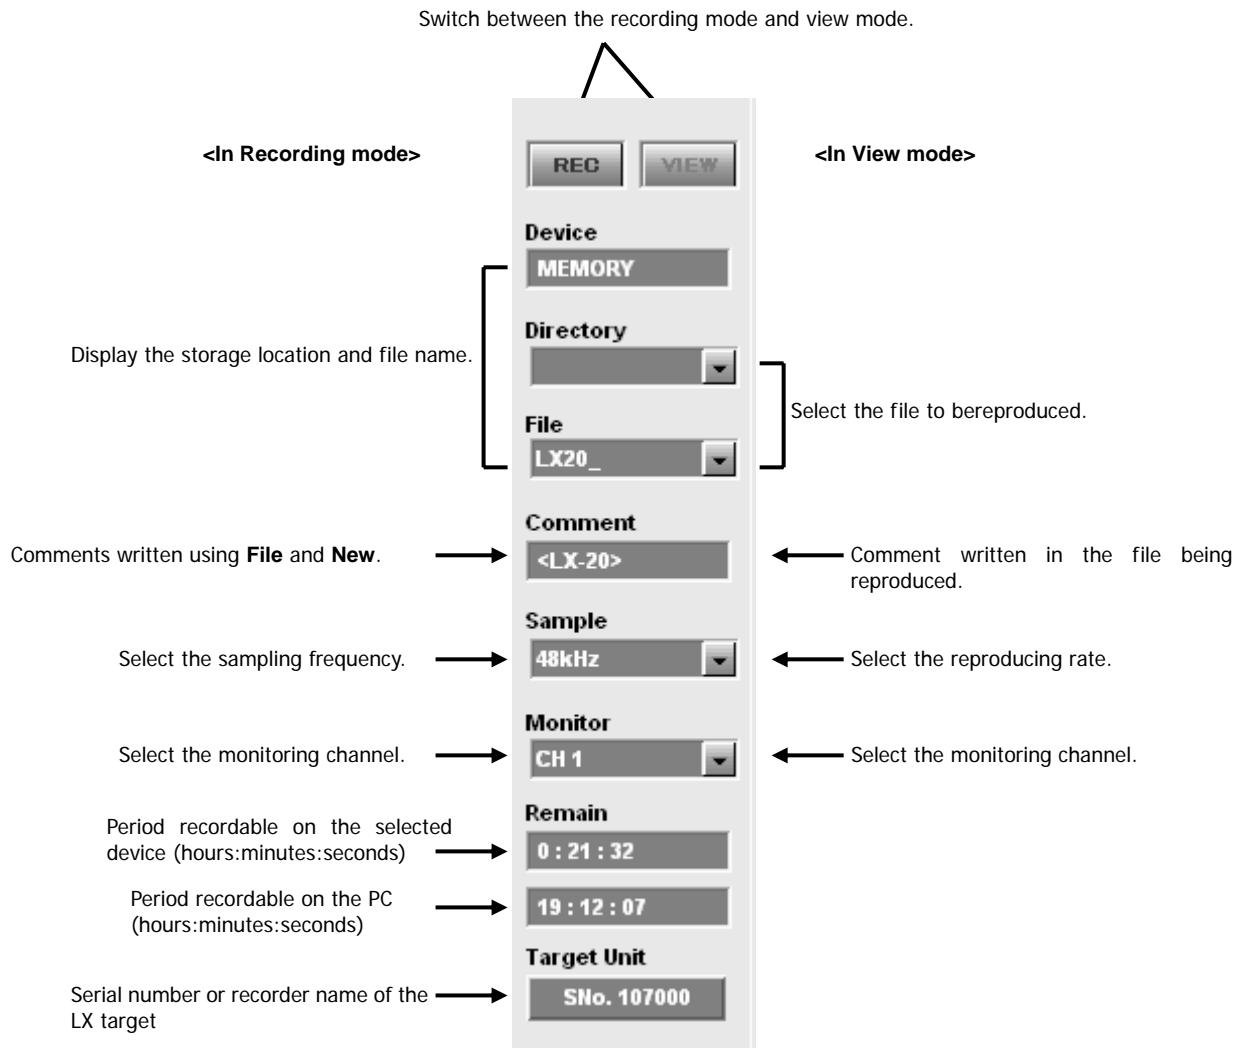 Switch between the recording mode and view mode.
<In Recording mode>
<In View mode>
REC
VIEW
Device
MEMORY
Directory
Display the storage location and file name.
Select the file to bereproduced.
File
LX20_
Comment
Comments written using File and New.
<LX-20>
Comment written in the file being
reproduced.
Sample
Select the sampling frequency.
48kHz
Select the reproducing rate.
Monitor
Select the monitoring channel.
CH 1
Select the monitoring channel.
Remain
Period recordable on the selected
device (hours:minutes:seconds)
0 : 21 : 32
Period recordable on the PC
(hours:minutes:seconds)
19 : 12 : 07
Target Unit
Serial number or recorder name of the
LX target
SNo. 107000